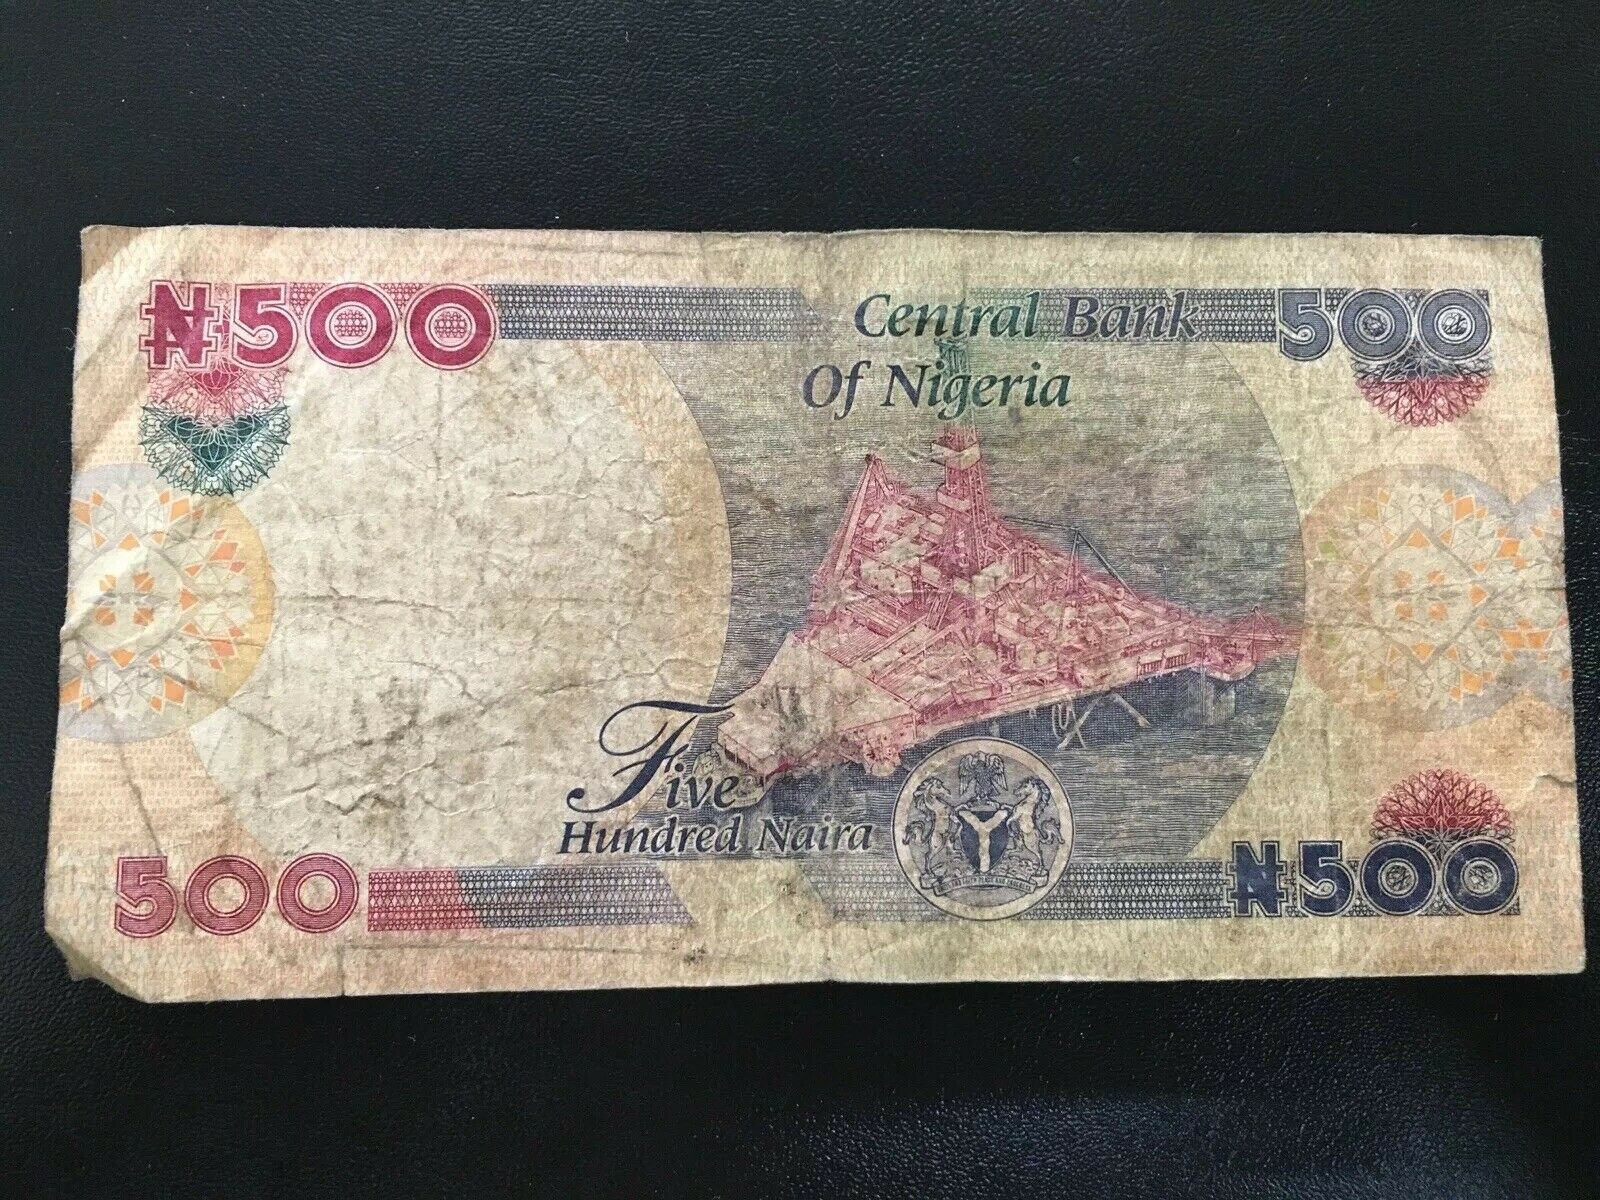 ₦500
Central Bank
Of Nigeria
500
Five
Hundred Naira
500
₦500